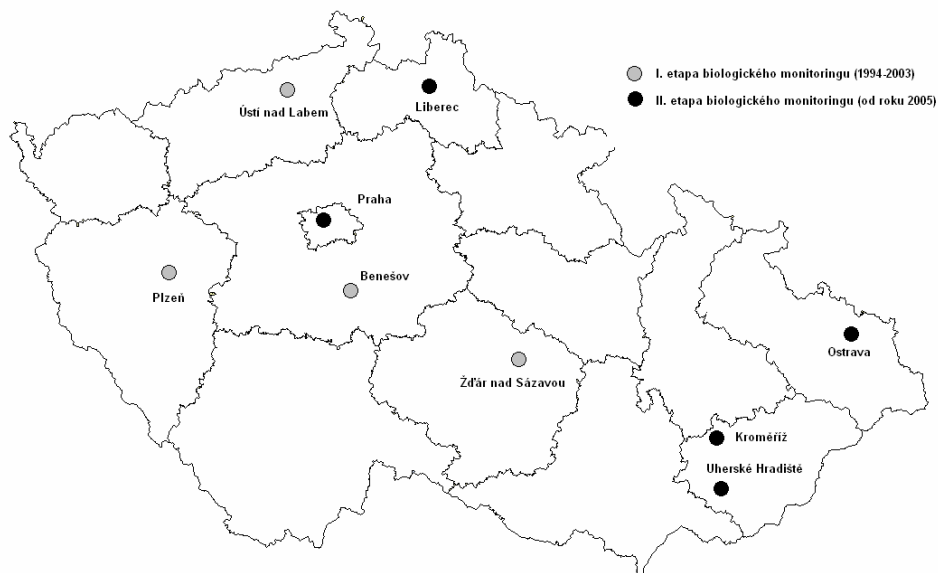 I. etapa biologického monitoringu (1994-2003)
II. etapa biologického monitoringu (od roku 2005)
Ústí nad Labem
Liberec
Praha
Benešov
Plzeň
Žďár nad Sázavou
Ostrava
Kroměříž
Uherské Hradiště